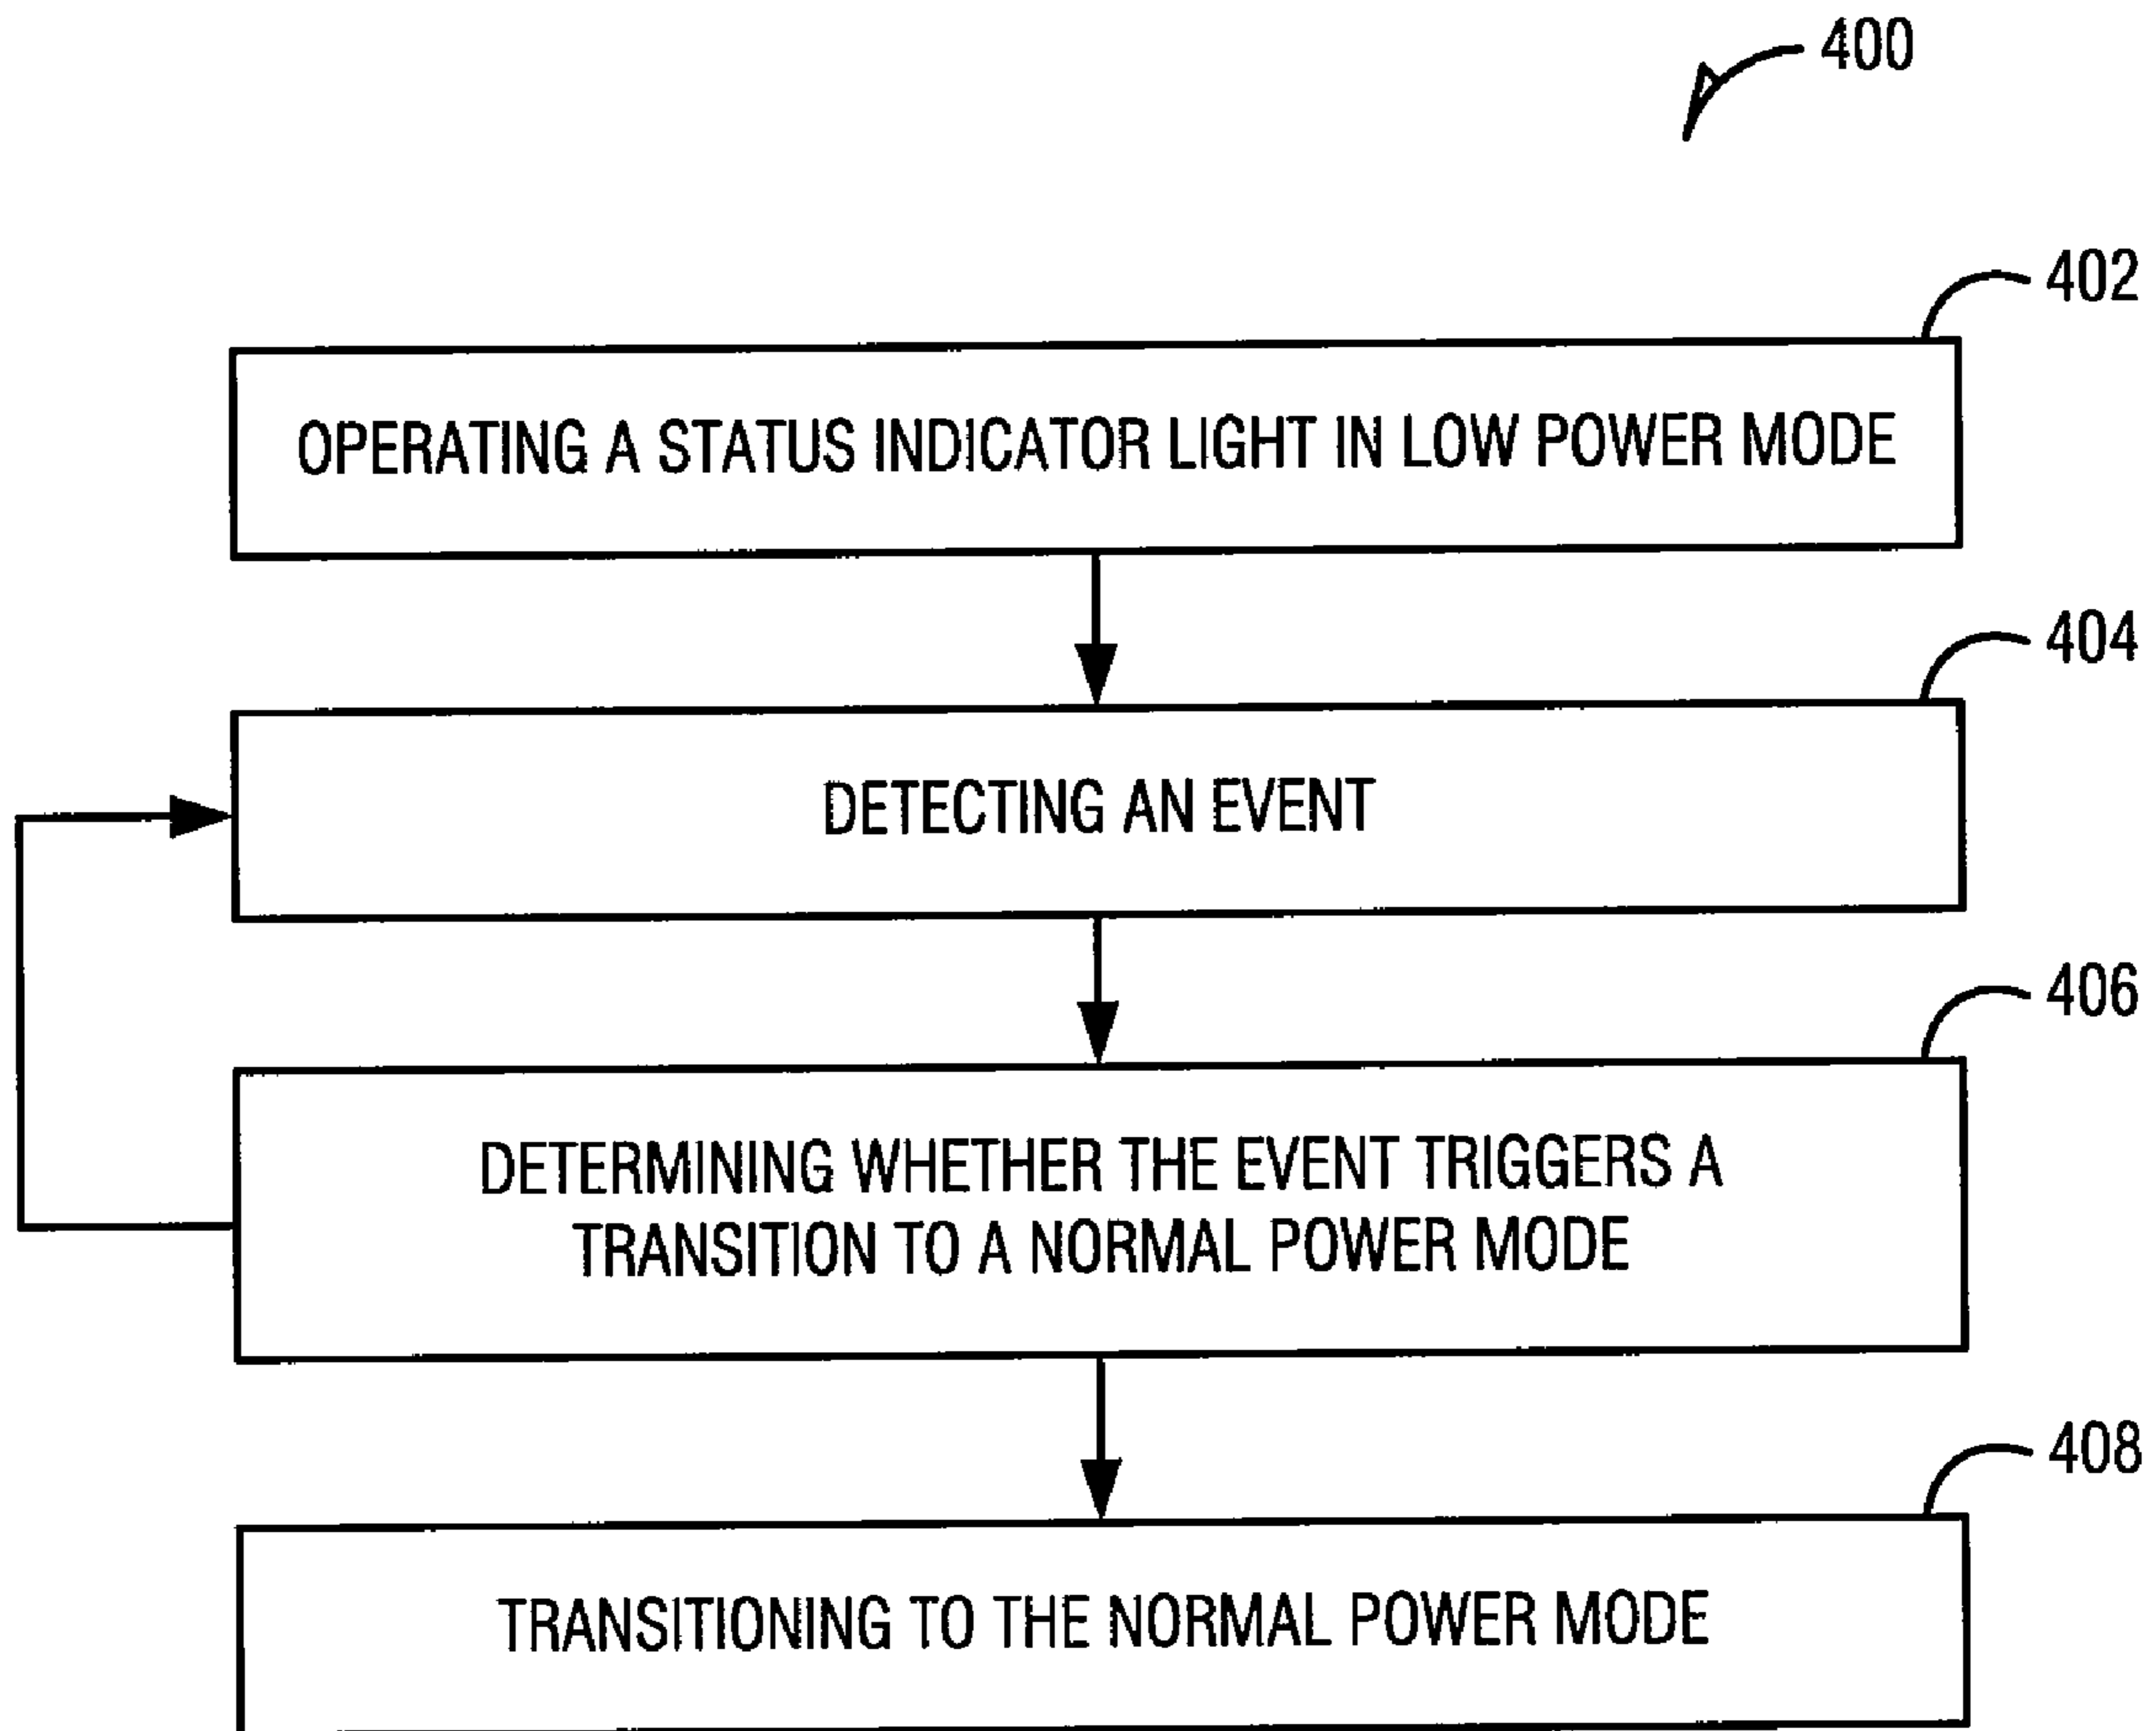 400
402
OPERATING A STATUS INDICATOR LIGHT IN LOW POWER MODE
404
DETECTING AN EVENT
406
DETERMINING WHETHER THE EVENT TRIGGERS A
TRANSITION TO A NORMAL POWER MODE
408
TRANSITIONING TO THE NORMAL POWER MODE